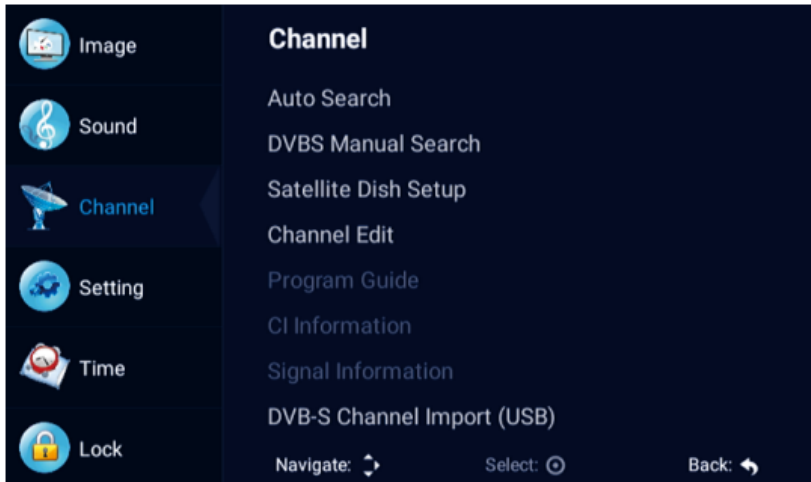 Image
Sound
Channel
Setting
Time
Lock
Channel
Auto Search
DVBS Manual Search
Satellite Dish Setup
Channel Edit
Program Guide
CI Information
Signal Information
DVB-S Channel Import (USB)
Navigate: Select: Back: